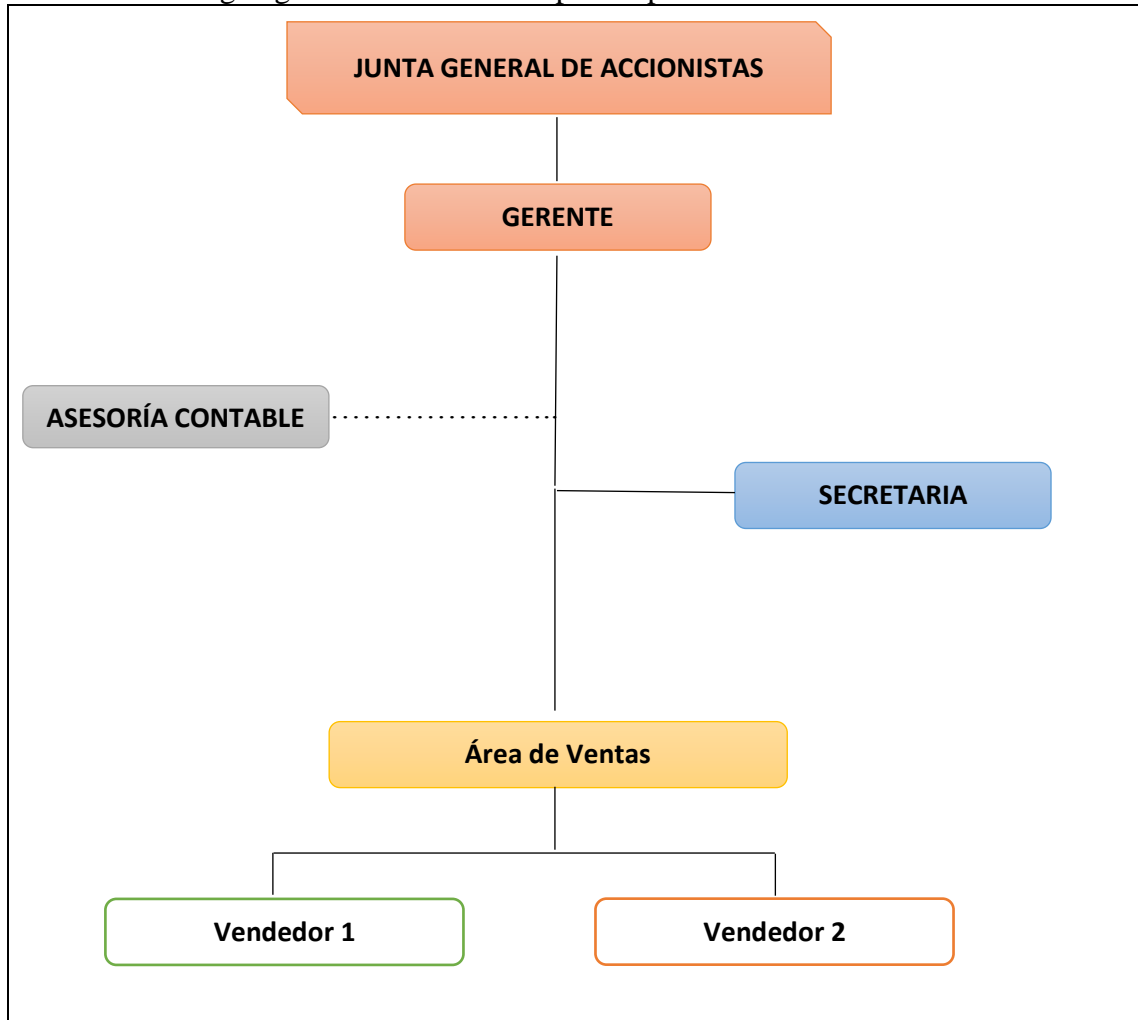 JUNTA GENERAL DE ACCIONISTAS
GERENTE
ASESORÍA CONTABLE
SECRETARIA
Área de Ventas
Vendedor 1
Vendedor 2